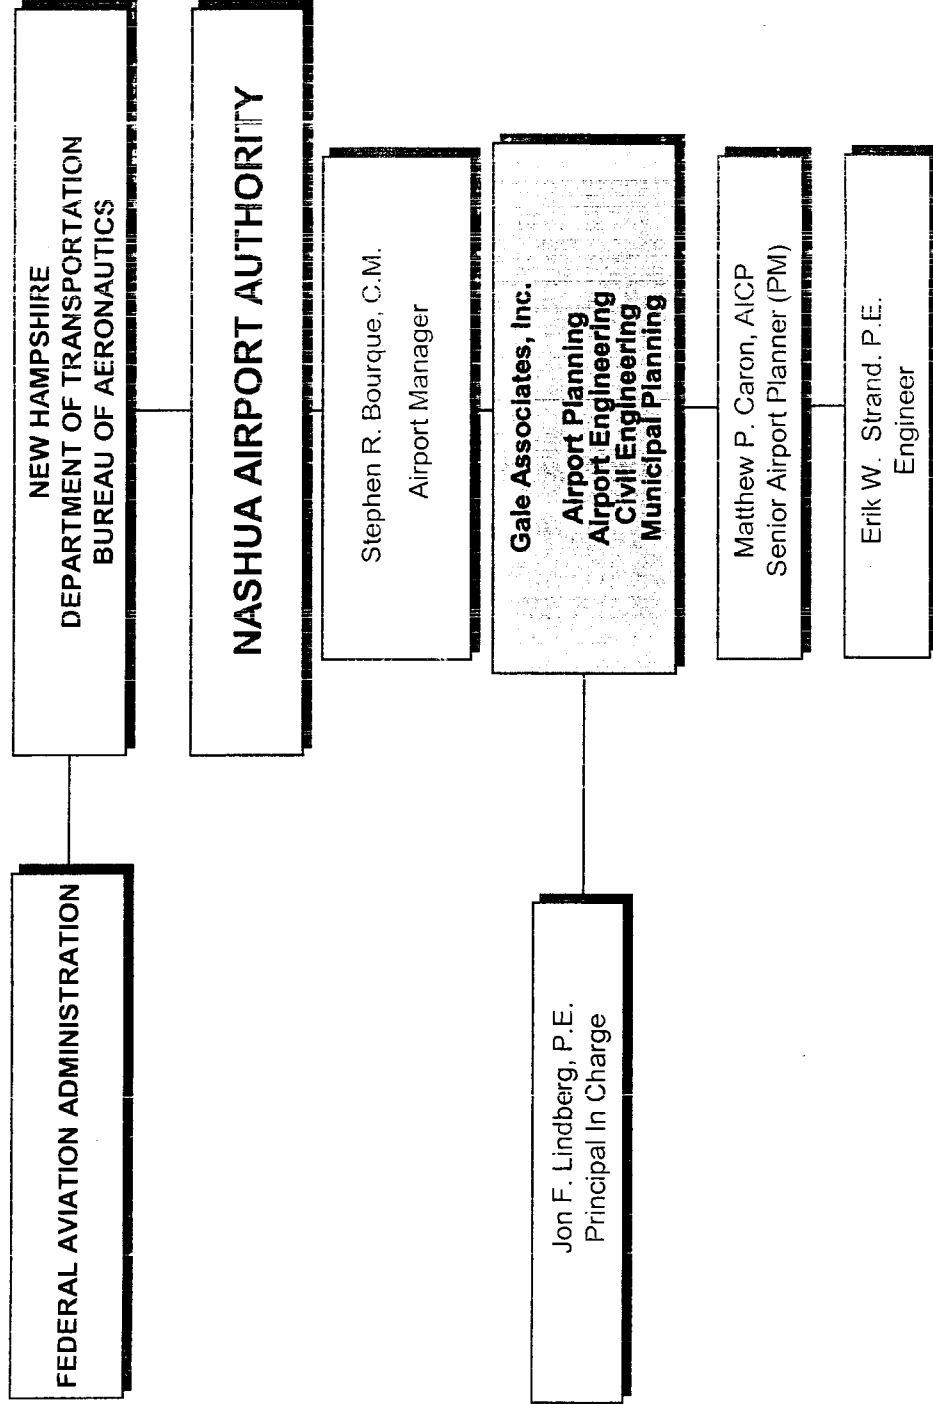 FEDERAL AVIATION ADMINISTRATION
NEW HAMPSHIRE
DEPARTMENT OF TRANSPORTATION
BUREAU OF AERONAUTICS
NASHUA AIRPORT AUTHORITY
Stephen R. Bourque, C.M.
Airport Manager
Jon F. Lindberg, P.E.
Principal In Charge
Gale Associates, Inc.
Airport Planning
Airport Engineering
Civil Engineering
Municipal Planning
Matthew P. Caron, AICP
Senior Airport Planner (PM)
Erik W. Strand. P.E.
Engineer